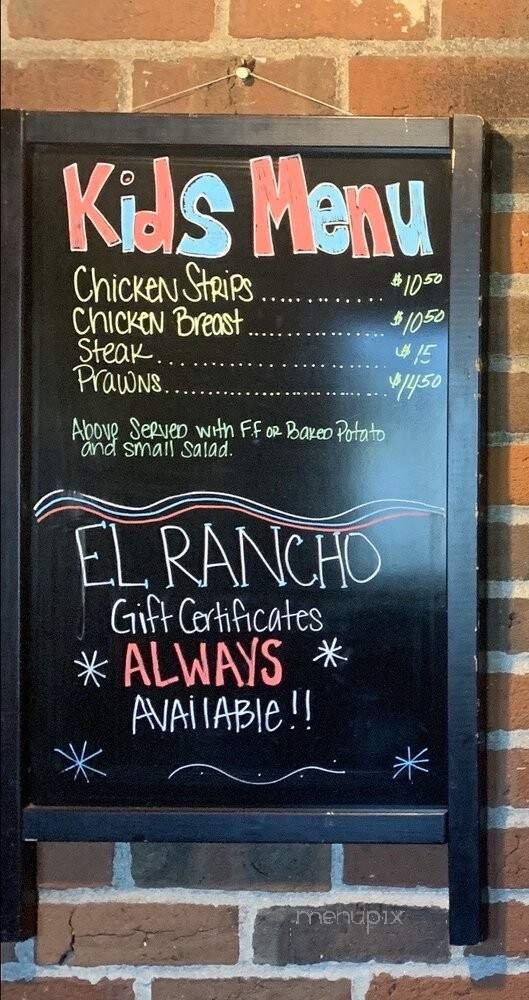 Kids Menu
Chicken Strips ............. $10.50
Chicken Breast ................ $10.50
Steak .......................... $15
Prawns .......................... $14.50
Above Served with F.F or Baked Potato
and small Salad.
EL RANCHO
Gift Certificates
* ALWAYS *
AVAilABle!!
menupix